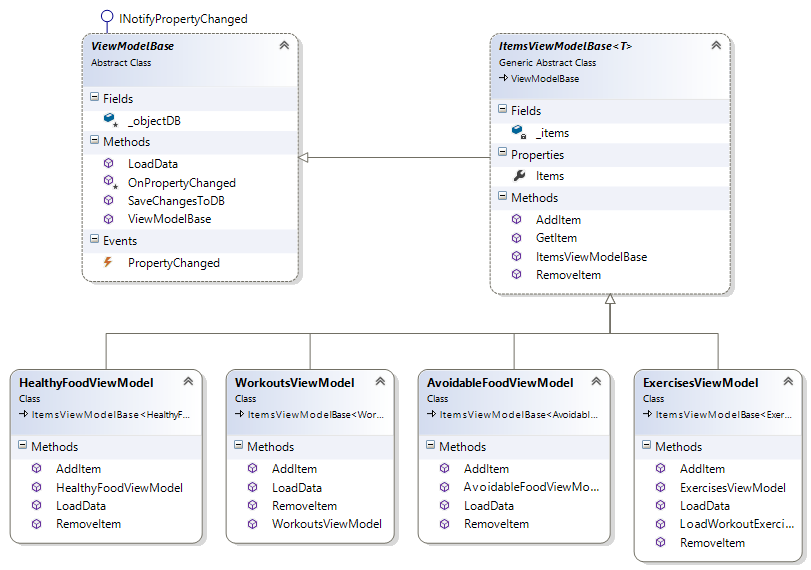 INotifyPropertyChanged
ViewModelBase
Abstract Class
Fields
_objectDB
Methods
LoadData
OnPropertyChanged
SaveChangesToDB
ViewModelBase
Events
PropertyChanged
ItemsViewModelBase<T>
Generic Abstract Class
ViewModelBase
Fields
_items
Properties
Items
Methods
AddItem
GetItem
ItemsViewModelBase
RemoveItem
HealthyFoodViewModel
Class
ItemsViewModelBase<HealthyF...
Methods
AddItem
HealthyFoodViewModel
LoadData
RemoveItem
WorkoutsViewModel
Class
ItemsViewModelBase<Wor...
Methods
AddItem
LoadData
RemoveItem
WorkoutsViewModel
AvoidableFoodViewModel
Class
ItemsViewModelBase<Avoidabl...
Methods
AddItem
AvoidableFoodViewMo...
LoadData
RemoveItem
ExercisesViewModel
Class
ItemsViewModelBase<Exer...
Methods
AddItem
ExercisesViewModel
LoadData
LoadWorkoutExerci...
RemoveItem